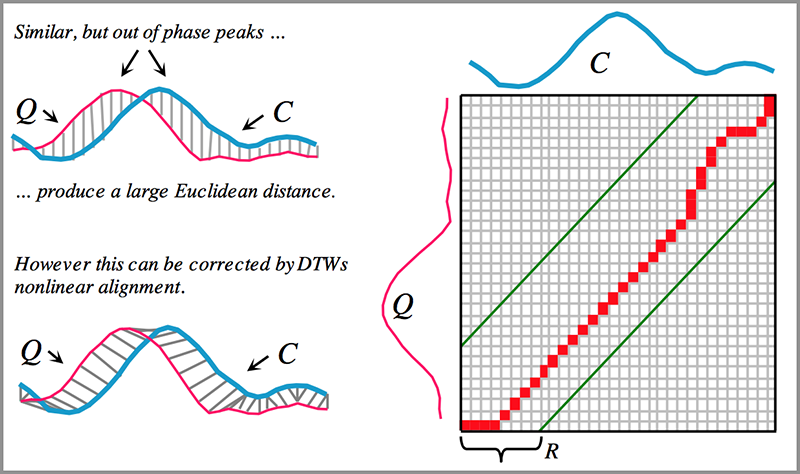 Similar, but out of phase peaks …
Q
C
… produce a large Euclidean distance.
However this can be corrected by DTWs
nonlinear alignment.
Q
C
C
Q
R